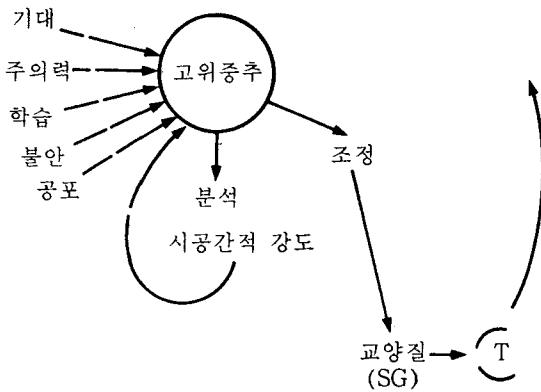 기대
주의력
학습
불안
공포
고위중추
분석
시공간적 강도
조정
교양질
(SG)
T